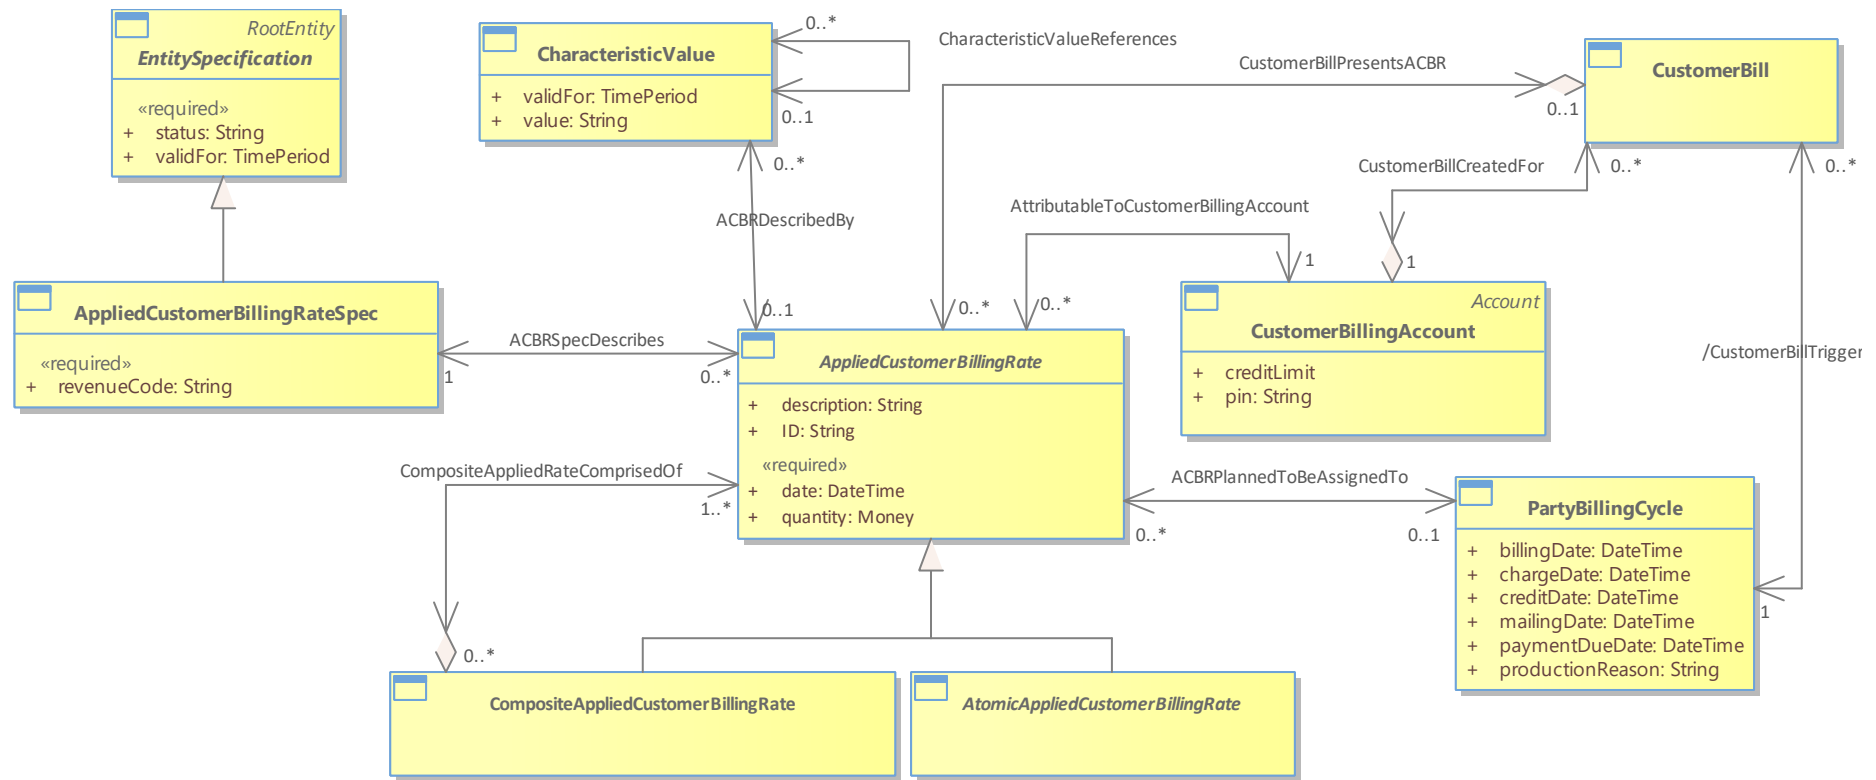 RootEntity
EntitySpecification
«required»
+ status: String
+ validFor: TimePeriod
CharacteristicValue
+ validFor: TimePeriod
+ value: String
0..*
0..1
CharacteristicValueReferences
CustomerBillPresentsACBR
0..1
CustomerBill
0..*
ACBRDescribedBy
0..1
CustomerBillCreatedFor
0..*
0..*
AttributableToCustomerBillingAccount
1
1
0..*
0..*
/CustomerBillTrigger
AppliedCustomerBillingRateSpec
«required»
+ revenueCode: String
ACBRSpecDescribes
1
0..*
AppliedCustomerBillingRate
+ description: String
+ ID: String
«required»
+ date: DateTime
+ quantity: Money
Account
CustomerBillingAccount
+ creditLimit
+ pin: String
CompositeAppliedRateComprisedOf
1..*
0..*
ACBRPlannedToBeAssignedTo
0..*
0..1
PartyBillingCycle
+ billingDate: DateTime
+ chargeDate: DateTime
+ creditDate: DateTime
+ mailingDate: DateTime
+ paymentDueDate: DateTime
+ productionReason: String
1
CompositeAppliedCustomerBillingRate
AtomicAppliedCustomerBillingRate